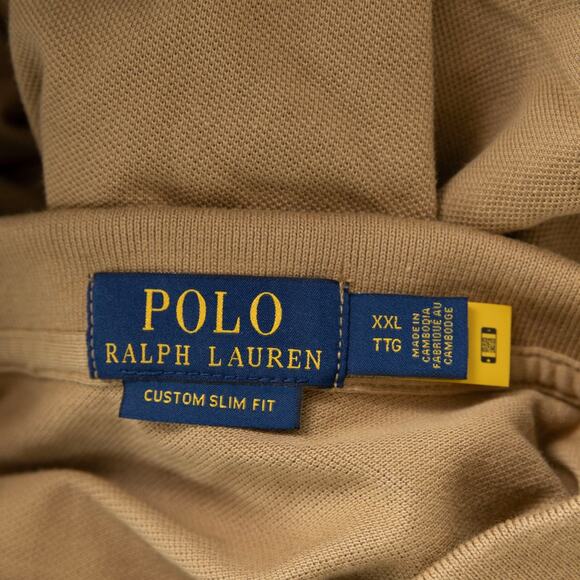 POLO
RALPH LAUREN
CUSTOM SLIM FIT
XXL
TTG
MADE IN
CAMBODIA
FABRIQUÉ AU
CAMBODGE